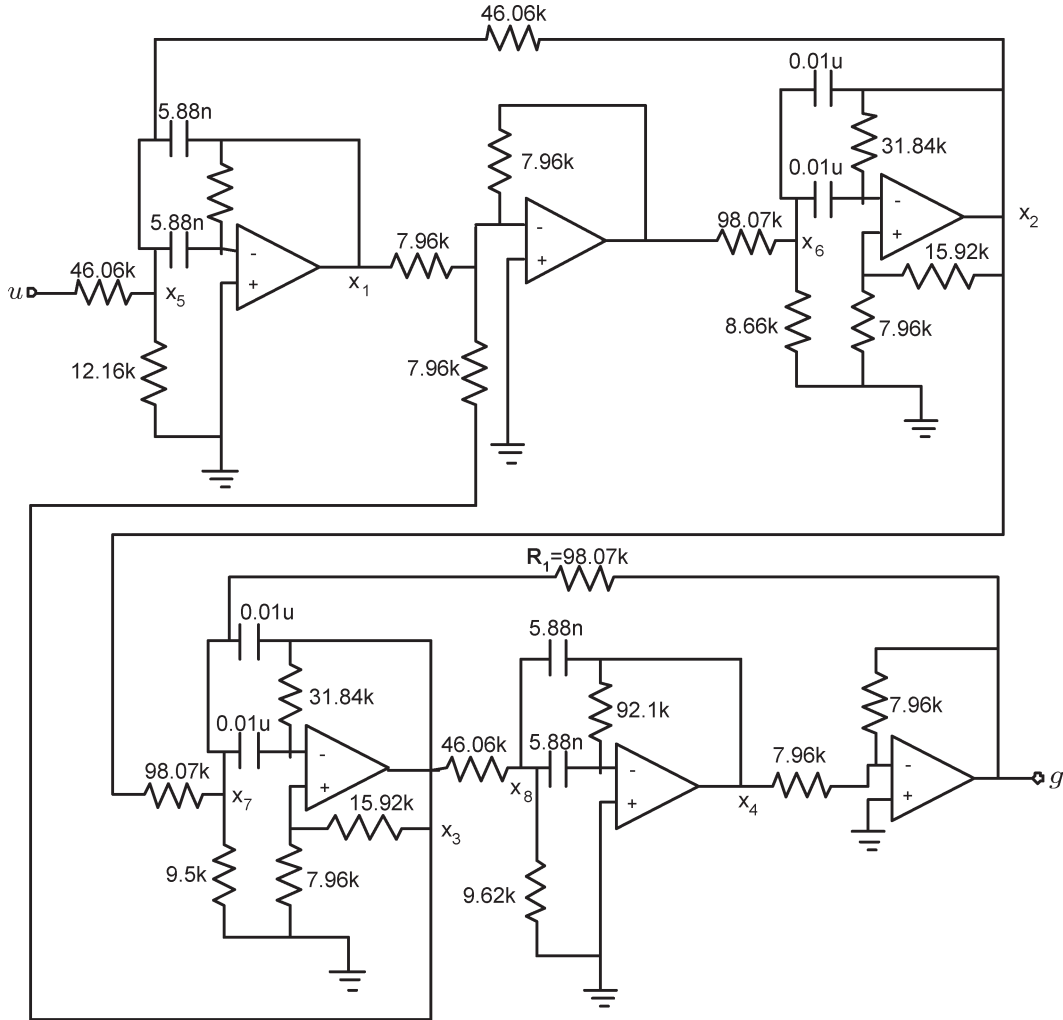 46.06k
0.01u
5.88n
7.96k
31.84k
0.01u
5.88n
-
-
-
98.07k
x2
7.96k
+
46.06k
x6
15.92k
+
u
x5
+
x1
8.66k
7.96k
12.16k
7.96k
R1=98.07k
0.01u
5.88n
31.84k
92.1k
7.96k
0.01u
46.06k
5.88n
7.96k
-
-
-
98.07k
x7
+
x8
g
15.92k
+
x4
+
x3
9.5k
7.96k
9.62k